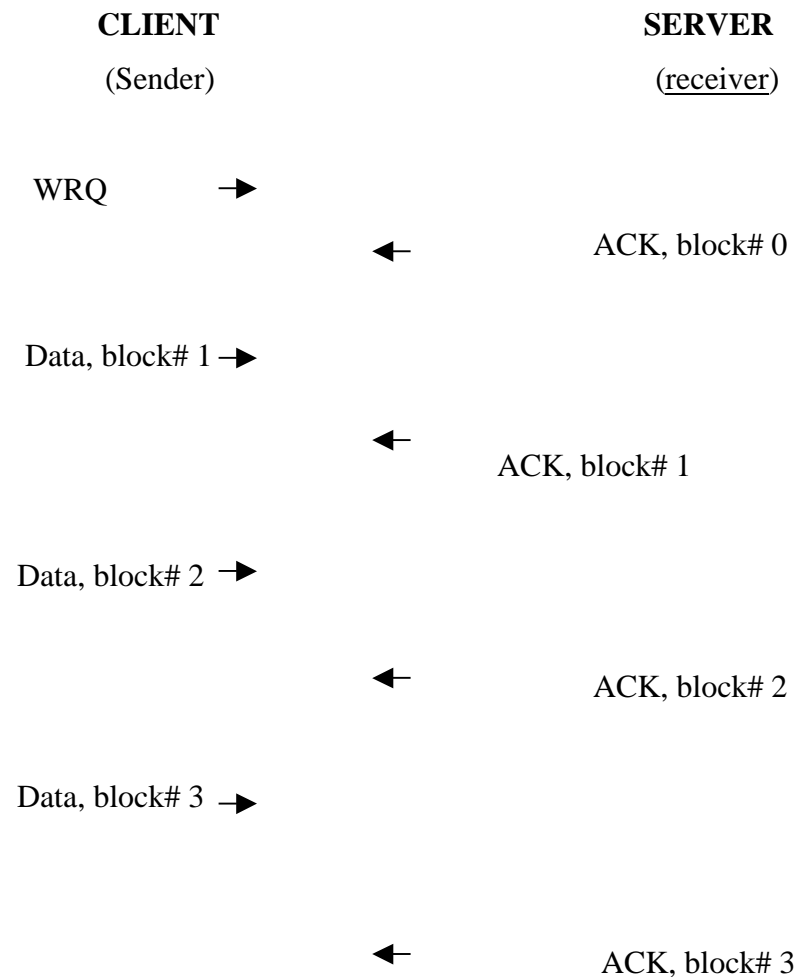 CLIENT SERVER
(Sender) (receiver)
WRQ
ACK, block# 0
Data, block# 1
ACK, block# 1
Data, block# 2
ACK, block# 2
Data, block# 3
ACK, block# 3